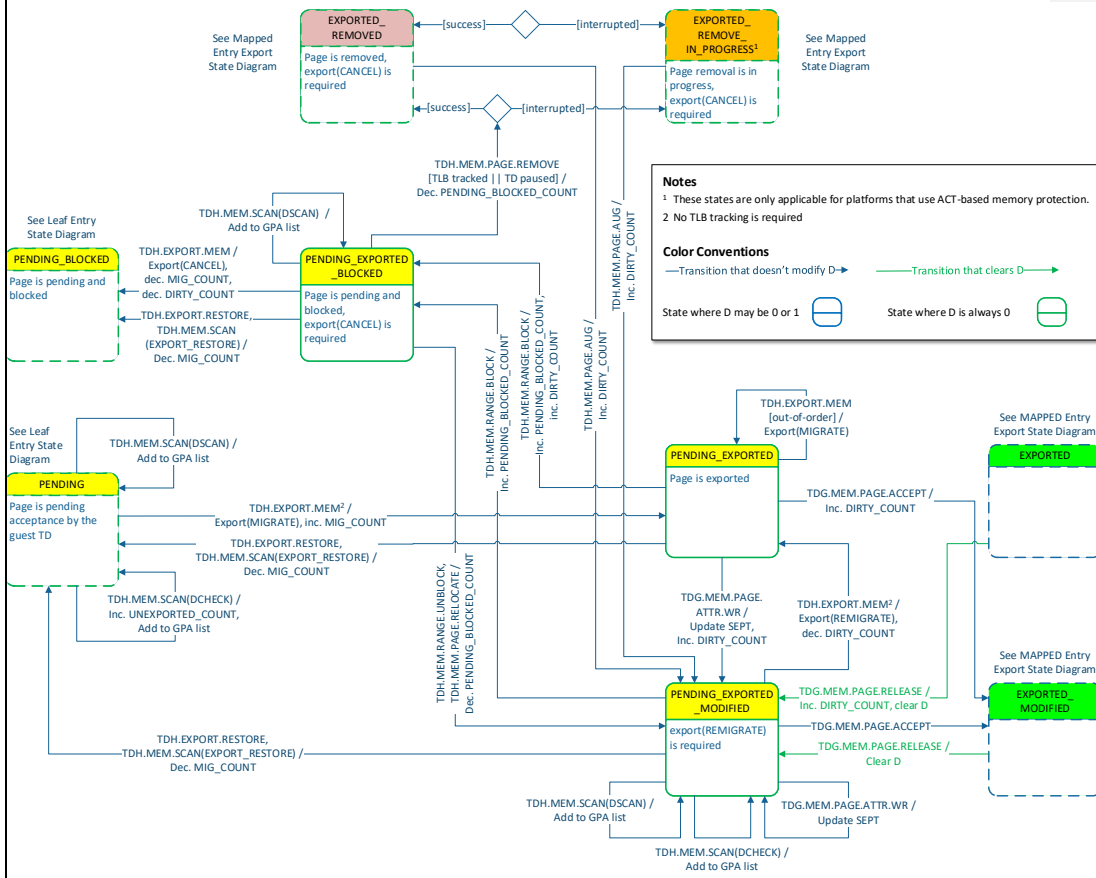 EXPORTED_
REMOVED
Page is removed,
export(CANCEL) is
required
See Mapped
Entry Export
State Diagram
[success]
[interrupted]
EXPORTED_
REMOVE_
IN_PROGRESS1
Page removal is in
progress,
export(CANCEL) is
required
See Mapped
Entry Export
State Diagram
[success]
[interrupted]
TDH.MEM.PAGE.REMOVE
[TLB tracked || TD paused] /
Dec. PENDING_BLOCKED_COUNT
Notes
1 These states are only applicable for platforms that use ACT-based memory protection.
2 No TLB tracking is required
Color Conventions
Transition that doesn't modify D
Transition that clears D
State where D may be 0 or 1
State where D is always 0
TDH.MEM.SCAN(DSCAN) /
Add to GPA list
See Leaf Entry
State Diagram
PENDING_BLOCKED
Page is pending and
blocked
TDH.EXPORT.MEM /
Export(CANCEL),
dec. MIG_COUNT,
dec. DIRTY_COUNT
TDH.EXPORT.RESTORE,
TDH.MEM.SCAN
(EXPORT_RESTORE) /
Dec. MIG_COUNT
PENDING_EXPORTED
_BLOCKED
Page is pending and
blocked,
export(CANCEL) is
required
TDH.MEM.RANGE.BLOCK /
Inc. PENDING_BLOCKED_COUNT
TDH.MEM.RANGE.BLOCK /
Inc. PENDING_BLOCKED_COUNT,
inc. DIRTY_COUNT
TDH.MEM.PAGE.AUG /
Inc. DIRTY_COUNT
TDH.MEM.PAGE.AUG /
Inc. DIRTY_COUNT
See Leaf
Entry State
Diagram
TDH.MEM.SCAN(DSCAN) /
Add to GPA list
PENDING
Page is pending
acceptance by the
guest TD
TDH.EXPORT.MEM2 /
Export(MIGRATE), inc. MIG_COUNT
TDH.EXPORT.RESTORE,
TDH.MEM.SCAN(EXPORT_RESTORE) /
Dec. MIG_COUNT
TDH.MEM.SCAN(DCHECK) /
Inc. UNEXPORTED_COUNT,
Add to GPA list
TDH.MEM.RANGE.UNBLOCK,
TDH.MEM.PAGE.RELOCATE /
Dec. PENDING_BLOCKED_COUNT
TDH.EXPORT.MEM
[out-of-order] /
Export(MIGRATE)
PENDING_EXPORTED
Page is exported
See MAPPED Entry
Export State Diagram
EXPORTED
TDG.MEM.PAGE.ACCEPT /
Inc. DIRTY_COUNT
TDG.MEM.PAGE.
ATTR.WR /
Update SEPT,
Inc. DIRTY_COUNT
TDH.EXPORT.MEM2 /
Export(REMIGRATE),
dec. DIRTY_COUNT
See MAPPED Entry
Export State Diagram
EXPORTED_
MODIFIED
PENDING_EXPORTED
_MODIFIED
export(REMIGRATE)
is required
TDG.MEM.PAGE.RELEASE /
Inc. DIRTY_COUNT, clear D
TDG.MEM.PAGE.ACCEPT
TDG.MEM.PAGE.RELEASE /
Clear D
TDH.EXPORT.RESTORE,
TDH.MEM.SCAN(EXPORT_RESTORE) /
Dec. MIG_COUNT
TDH.MEM.SCAN(DSCAN) /
Add to GPA list
TDG.MEM.PAGE.ATTR.WR /
Update SEPT
TDH.MEM.SCAN(DCHECK) /
Add to GPA list